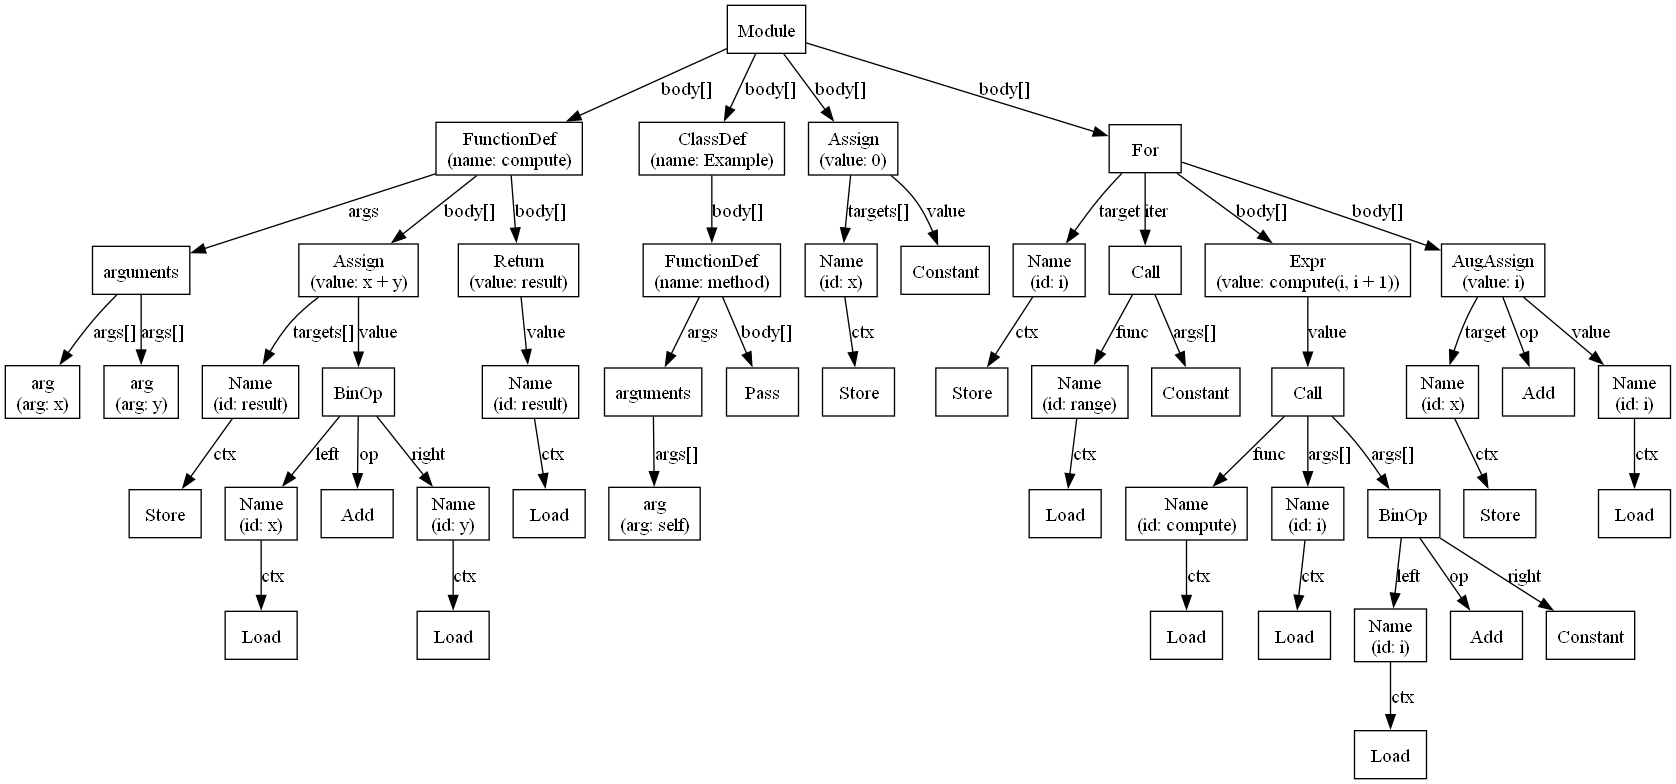 Module
body[]
body[]
body[]
body[]
FunctionDef
(name: compute)
ClassDef
(name: Example)
Assign
(value: 0)
For
args
body[]
body[]
body[]
targets[]
value
target
iter
body[]
body[]
arguments
Assign
(value: x + y)
Return
(value: result)
FunctionDef
(name: method)
Name
(id: x)
Constant
Name
(id: i)
Call
Expr
(value: compute(i, i + 1))
AugAssign
(value: i)
args[]
args[]
targets[]
value
value
args
body[]
ctx
ctx
func
args[]
value
target
op
value
arg
(arg: x)
arg
(arg: y)
Name
(id: result)
BinOp
Name
(id: result)
arguments
Pass
Store
Store
Name
(id: range)
Constant
Call
Name
(id: x)
Add
Name
(id: i)
ctx
left
op
right
ctx
args[]
ctx
func
args[]
args[]
ctx
ctx
Store
Name
(id: x)
Add
Name
(id: y)
Load
arg
(arg: self)
Load
Name
(id: compute)
Name
(id: i)
BinOp
Store
Load
ctx
ctx
ctx
ctx
left
op
right
Load
Load
Load
Load
Name
(id: i)
Add
Constant
ctx
Load